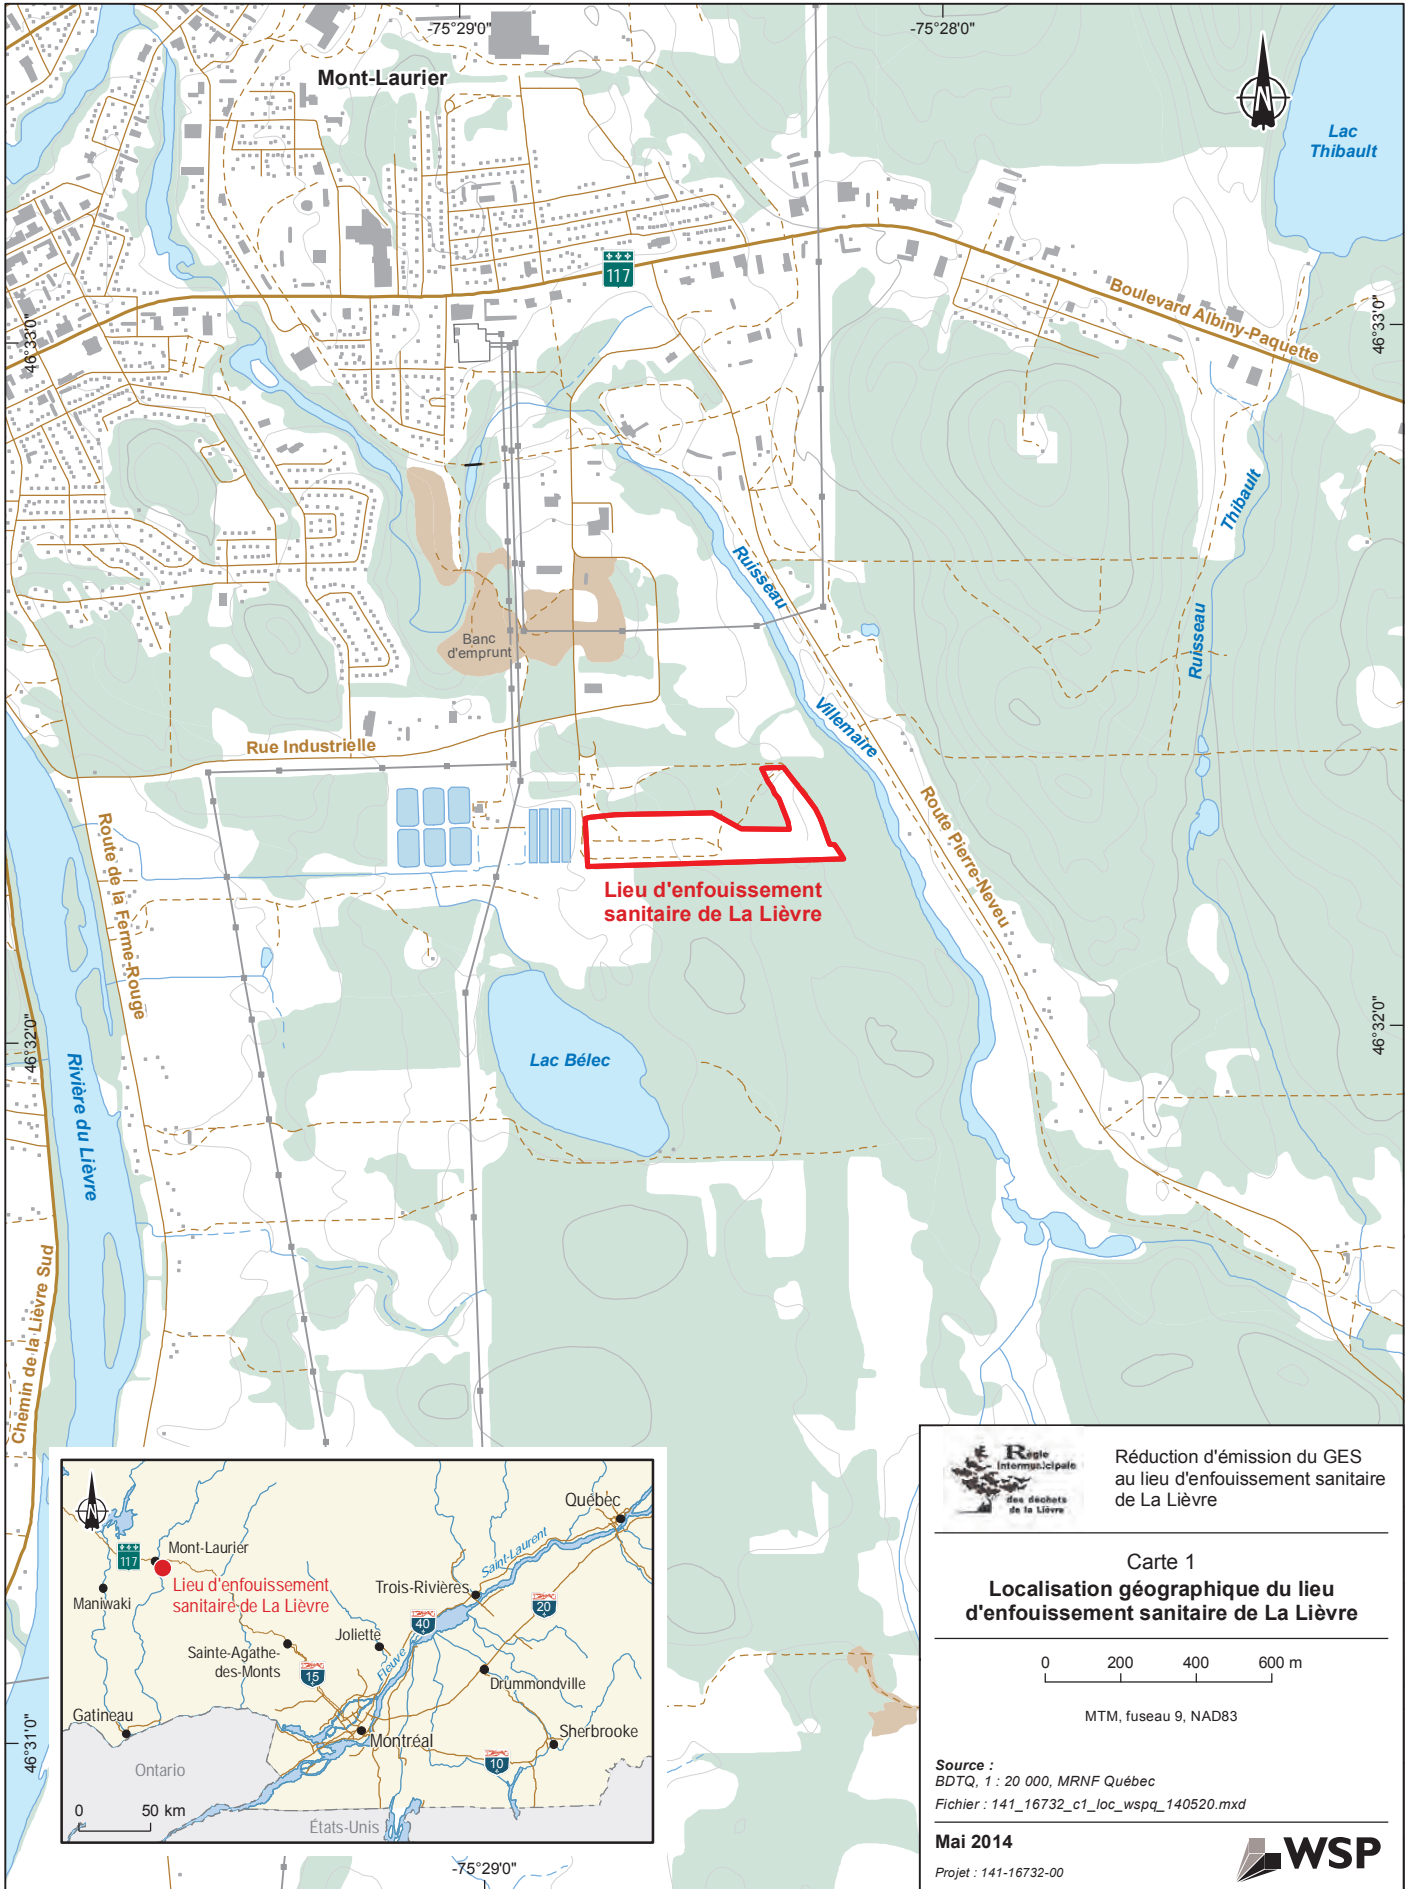 -75°29'0"
-75°28'0"
Mont-Laurier
N
Lac
Thibault
117
Boulevard Albiny-Paquette
46°33'0"
46°33'0"
Thibault
Ruisseau
Ruisseau
Villemaire
Banc
d'emprunt
Rue Industrielle
Route de la Ferme-Rouge
Route Pierre-Neveu
Lieu d'enfouissement
sanitaire de La Lièvre
46°32'0"
46°32'0"
Lac Bélec
Rivière du Lièvre
Chemin de la Lièvre Sud
46°31'0"
-75°29'0"
N
Québec
Saint-Laurent
Fleuve
117
Mont-Laurier
Lieu d'enfouissement
sanitaire de La Lièvre
Maniwaki
Trois-Rivières
40
20
Joliette
Sainte-Agathe-
des-Monts
15
Drummondville
Gatineau
Montréal
Sherbrooke
10
Ontario
États-Unis
0 50 km
Régie
Intermunicipale
des déchets
de la Lièvre
Réduction d'émission du GES
au lieu d'enfouissement sanitaire
de La Lièvre
Carte 1
Localisation géographique du lieu
d'enfouissement sanitaire de La Lièvre
0 200 400 600 m
MTM, fuseau 9, NAD83
Source :
BDTQ, 1 : 20 000, MRNF Québec
Fichier : 141_16732_c1_loc_wspq_140520.mxd
Mai 2014
Projet : 141-16732-00
WSP